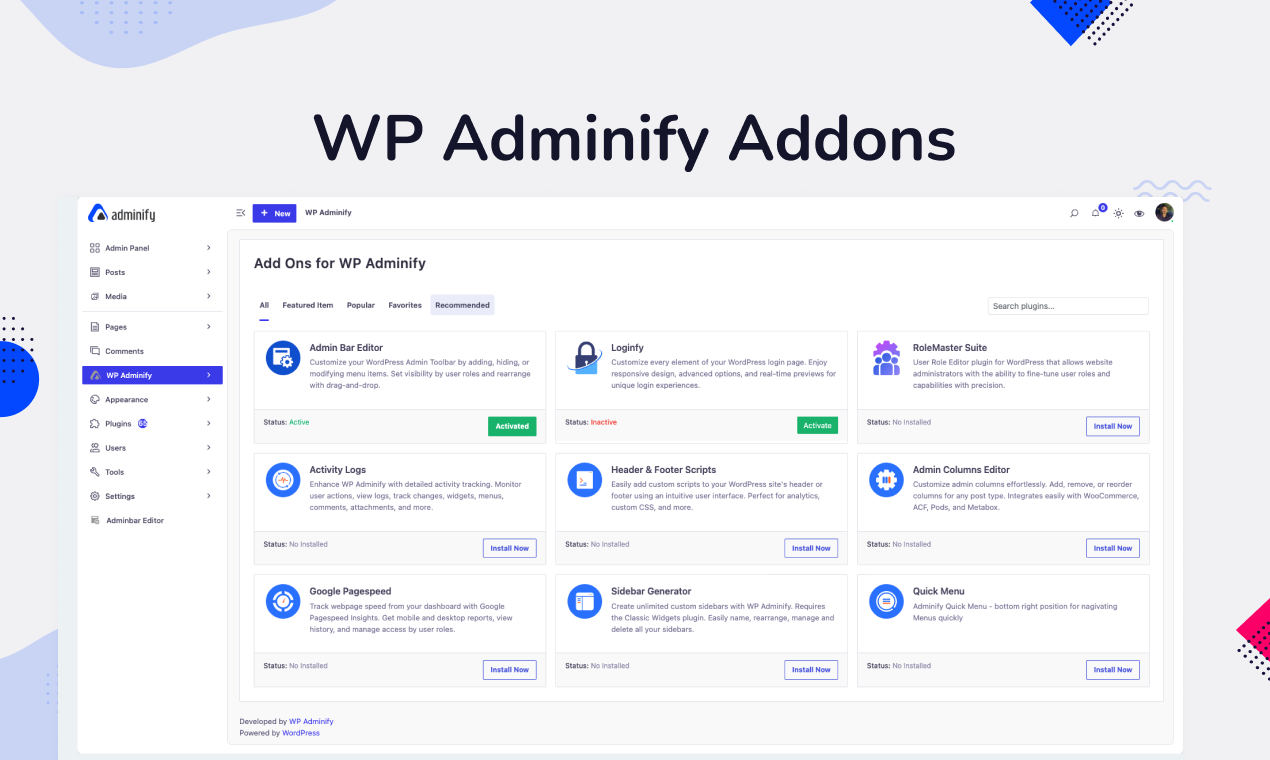 WP Adminify Addons
adminify
New
WP Adminify
0
Admin Panel
Posts
Media
Pages
Comments
WP Adminify
Appearance
Plugins
Users
Tools
Settings
Adminbar Editor
Add Ons for WP Adminify
All Featured Item Popular Favorites Recommended
Search plugins...
Admin Bar Editor
Customize your WordPress Admin Toolbar by adding, hiding, or
modifying menu items. Set visibility by user roles and rearrange
with drag-and-drop.
Status: Active
Activated
Loginfy
Customize every element of your WordPress login page. Enjoy
responsive design, advanced options, and real-time previews for
unique login experiences.
Status: Inactive
Activate
RoleMaster Suite
User Role Editor plugin for WordPress that allows website
administrators with the ability to fine-tune user roles and
capabilities with precision.
Status: No Installed
Install Now
Activity Logs
Enhance WP Adminify with detailed activity tracking. Monitor
user actions, view logs, track changes, widgets, menus,
comments, attachments, and more.
Status: No Installed
Install Now
Header & Footer Scripts
Easily add custom scripts to your WordPress site's header or
footer using an intuitive user interface. Perfect for analytics,
custom CSS, and more.
Status: No Installed
Install Now
Admin Columns Editor
Customize admin columns effortlessly. Add, remove, or reorder
columns for any post type. Integrates easily with WooCommerce,
ACF, Pods, and Metabox.
Status: No Installed
Install Now
Google Pagespeed
Track webpage speed from your dashboard with Google
Pagespeed Insights. Get mobile and desktop reports, view
history, and manage access by user roles.
Status: No Installed
Install Now
Sidebar Generator
Create unlimited custom sidebars with WP Adminify. Requires
the Classic Widgets plugin. Easily name, rearrange, manage and
delete all your sidebars.
Status: No Installed
Install Now
Quick Menu
Adminify Quick Menu - bottom right position for nagivating
Menus quickly
Status: No Installed
Install Now
Developed by WP Adminify
Powered by WordPress